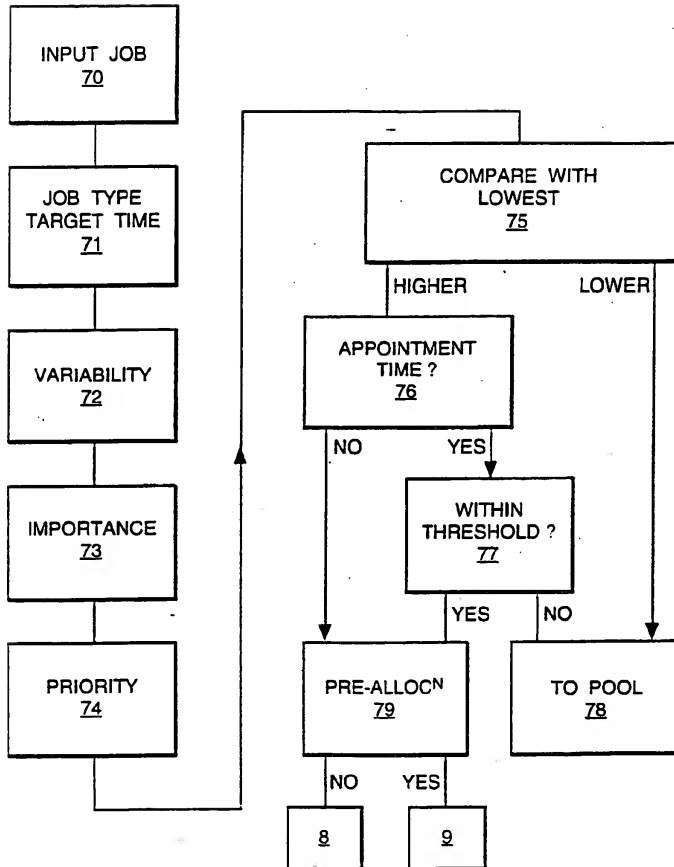 INPUT JOB
70
JOB TYPE
TARGET TIME
71
VARIABILITY
72
IMPORTANCE
73
PRIORITY
74
COMPARE WITH
LOWEST
75
HIGHER
LOWER
APPOINTMENT
TIME ?
76
NO
YES
WITHIN
THRESHOLD ?
77
YES
NO
PRE-ALLOCᴺ
79
TO POOL
78
NO
YES
8
9